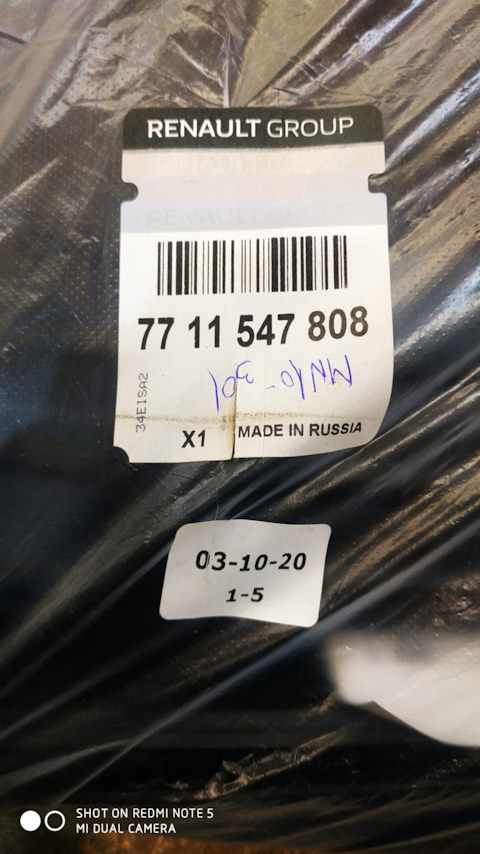 RENAULT GROUP
77 11 547 808
34E18A2
X1 MADE IN RUSSIA
03-10-20
1-5
SHOT ON REDMI NOTE 5
MI DUAL CAMERA